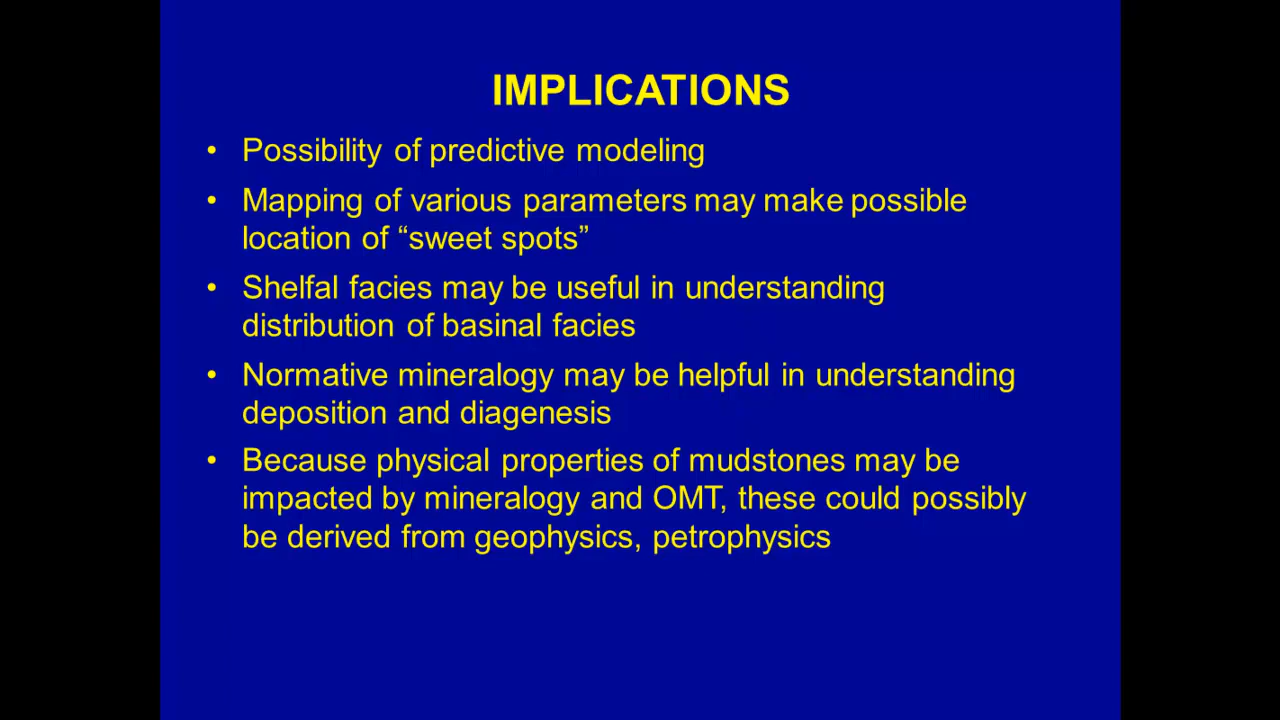 IMPLICATIONS
• Possibility of predictive modeling
• Mapping of various parameters may make possible
location of “sweet spots”
• Shelfal facies may be useful in understanding
distribution of basinal facies
• Normative mineralogy may be helpful in understanding
deposition and diagenesis
• Because physical properties of mudstones may be
impacted by mineralogy and OMT, these could possibly
be derived from geophysics, petrophysics